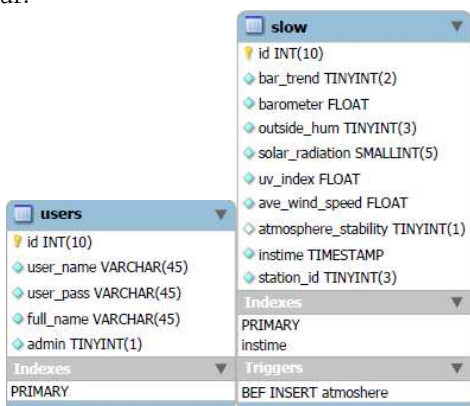 slow
id INT(10)
bar_trend TINYINT(2)
barometer FLOAT
outside_hum TINYINT(3)
solar_radiation SMALLINT(5)
uv_index FLOAT
ave_wind_speed FLOAT
atmosphere_stability TINYINT(1)
instime TIMESTAMP
station_id TINYINT(3)
Indexes
PRIMARY
instime
Triggers
BEF INSERT atmoshere
users
id INT(10)
user_name VARCHAR(45)
user_pass VARCHAR(45)
full_name VARCHAR(45)
admin TINYINT(1)
Indexes
PRIMARY